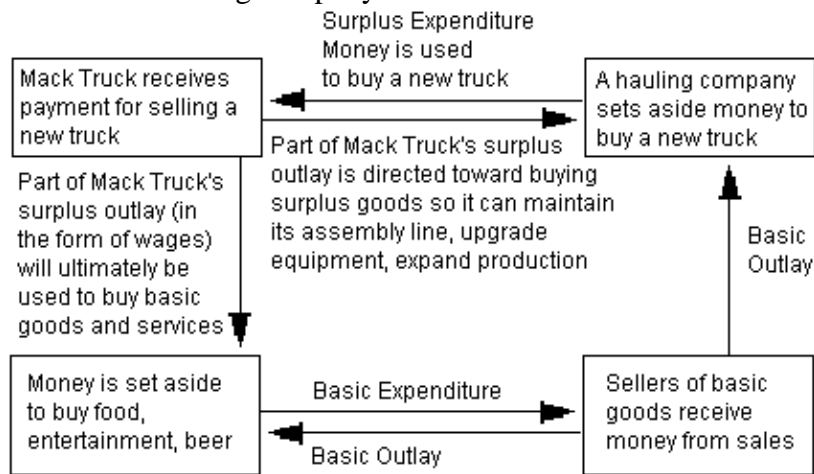 Surplus Expenditure
Money is used
to buy a new truck
Mack Truck receives
payment for selling a
new truck
A hauling company
sets aside money to
buy a new truck
Part of Mack Truck's surplus
outlay is directed toward buying
surplus goods so it can maintain
its assembly line, upgrade
equipment, expand production
Part of Mack Truck's
surplus outlay (in
the form of wages)
will ultimately be
used to buy basic
goods and services
Basic
Outlay
Money is set aside
to buy food,
entertainment, beer
Basic Expenditure
Basic Outlay
Sellers of basic
goods receive
money from sales